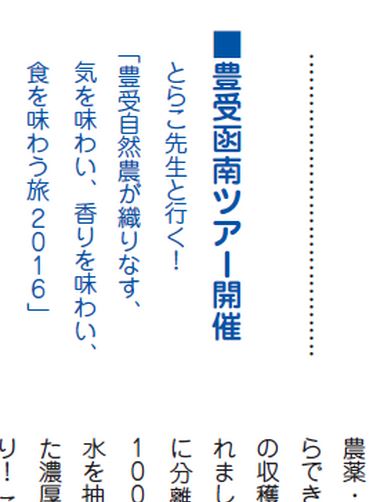 ■豊受函南ツアー開催
とらこ先生と行く！
「豊受自然農が織りなす、
気を味わい、香りを味わい、
食を味わう旅2016」
農薬・
らでき
の収穫
れまし
に分離
100
水を抽
た濃厚
り！こ